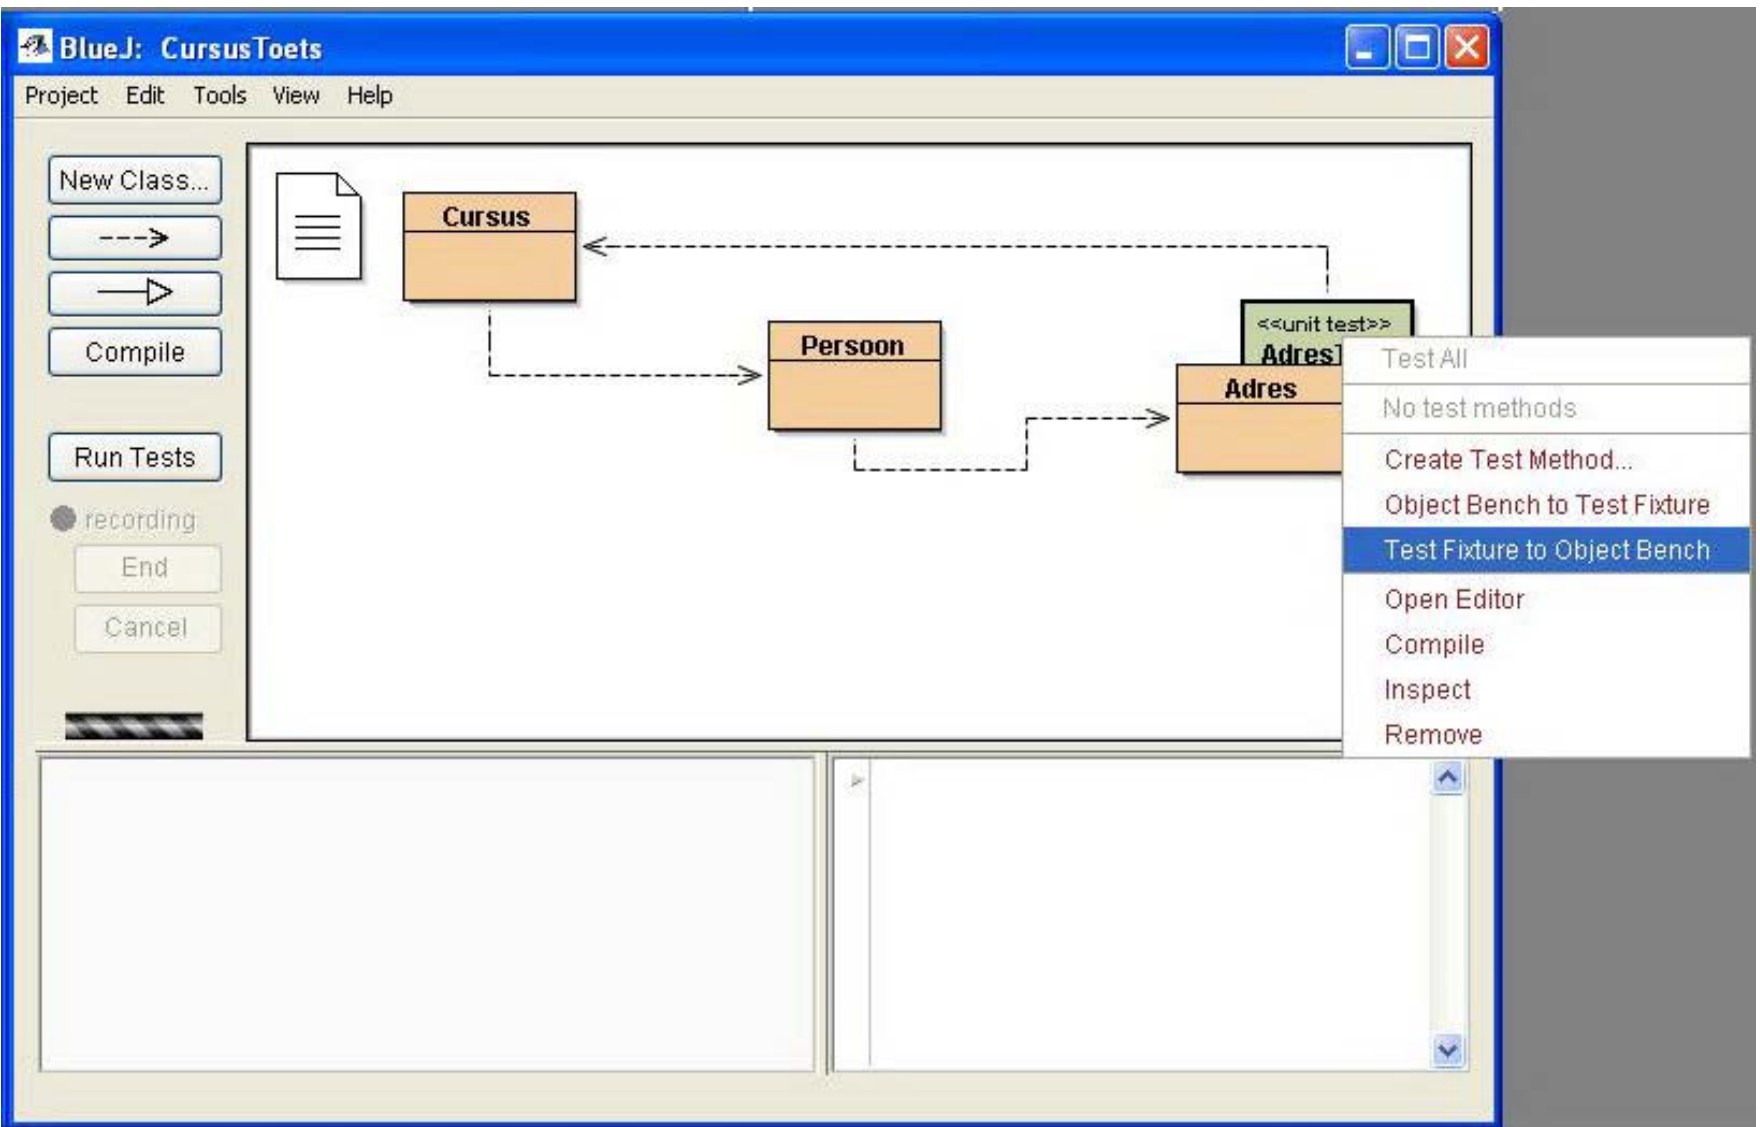 BlueJ: CursusToets
Project Edit Tools View Help
New Class...
Compile
Run Tests
recording
End
Cancel
Cursus
Persoon
<<unit test>>
Adres
Test All
No test methods
Create Test Method...
Object Bench to Test Fixture
Test Fixture to Object Bench
Open Editor
Compile
Inspect
Remove